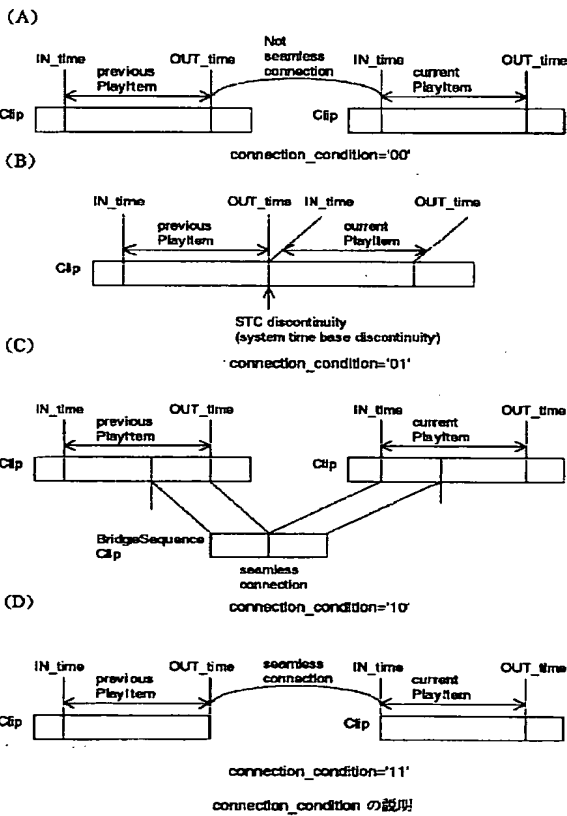 (A)
Not
seamless
connection
IN_time
OUT_time
IN_time
OUT_time
previous
PlayItem
current
PlayItem
Clip
Clip
connection_condition='00'
(B)
IN_time
OUT_time
IN_time
OUT_time
previous
PlayItem
current
PlayItem
Clip
STC discontinuity
(system time base discontinuity)
connection_condition='01'
(C)
IN_time
OUT_time
IN_time
OUT_time
previous
PlayItem
current
PlayItem
Clip
Clip
BridgeSequence
Clip
seamless
connection
connection_condition='10'
(D)
IN_time
OUT_time
seamless
connection
IN_time
OUT_time
previous
PlayItem
current
PlayItem
Clip
Clip
connection_condition='11'
connection_condition の説明